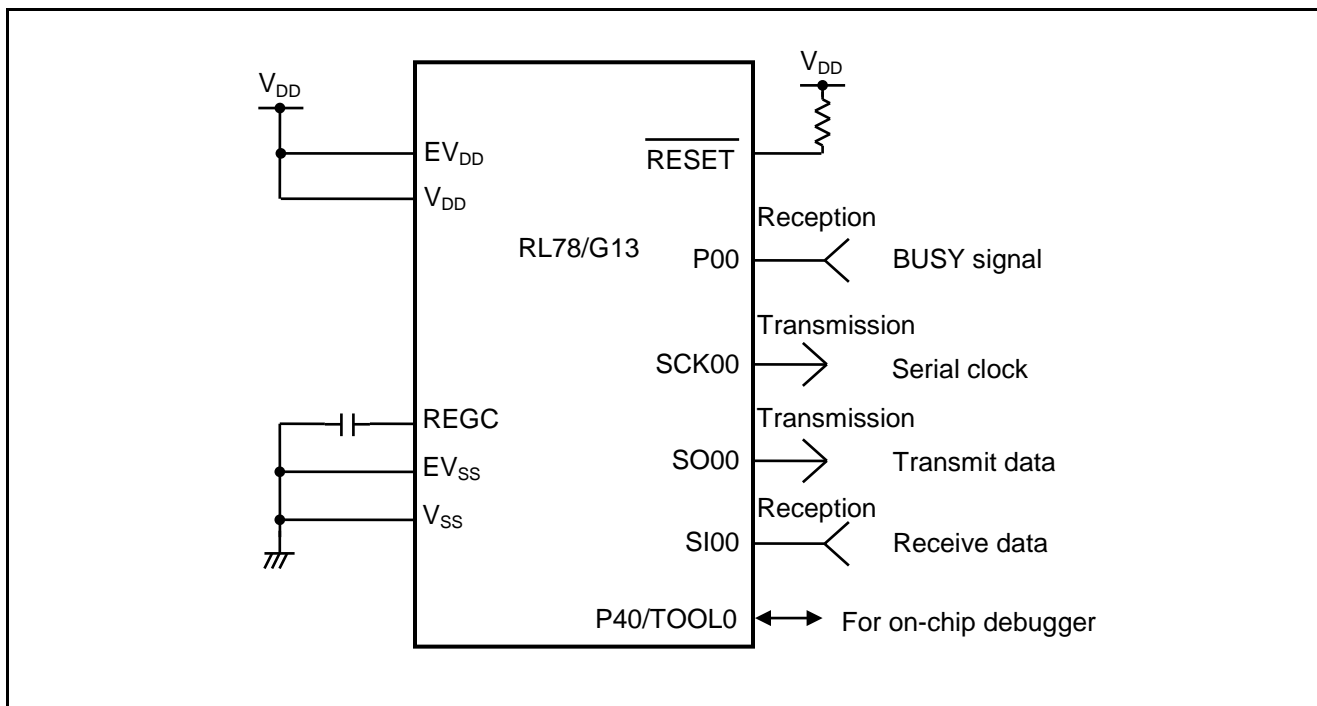 VDD
VDD
EVDD
RESET
VDD
RL78/G13
Reception
P00
BUSY signal
Transmission
SCK00
Serial clock
REGC
Transmission
EVSS
SO00
Transmit data
VSS
Reception
SI00
Receive data
P40/TOOL0
For on-chip debugger